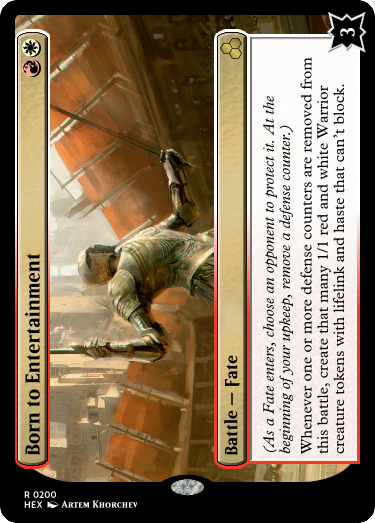 Born to Entertainment
Battle — Fate
3
(As a Fate enters, choose an opponent to protect it. At the
beginning of your upkeep, remove a defense counter.)
Whenever one or more defense counters are removed from
this battle, create that many 1/1 red and white Warrior
creature tokens with lifelink and haste that can't block.
R 0200
HEX Artem Khorchev